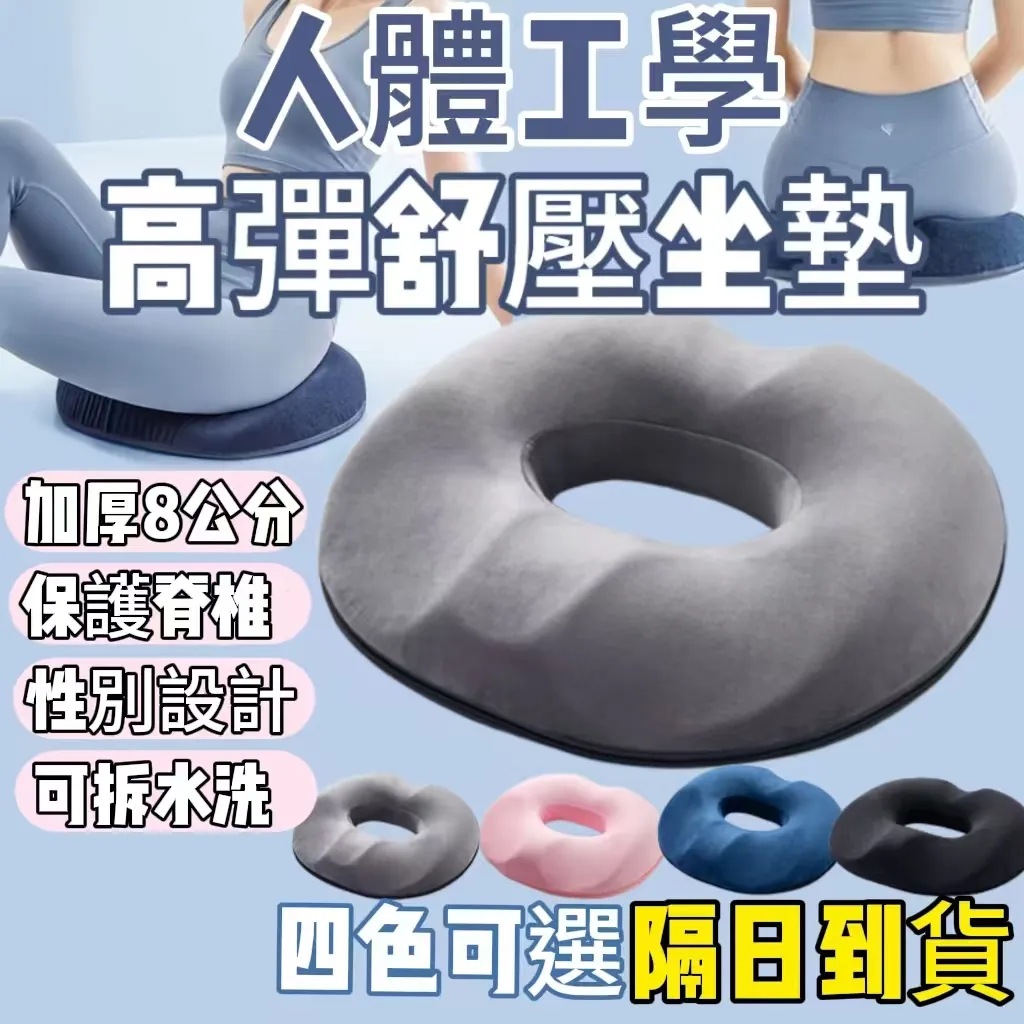 人體工學
高彈舒壓坐墊
加厚8公分
保護脊椎
性別設計
可拆水洗
四色可選隔日到貨